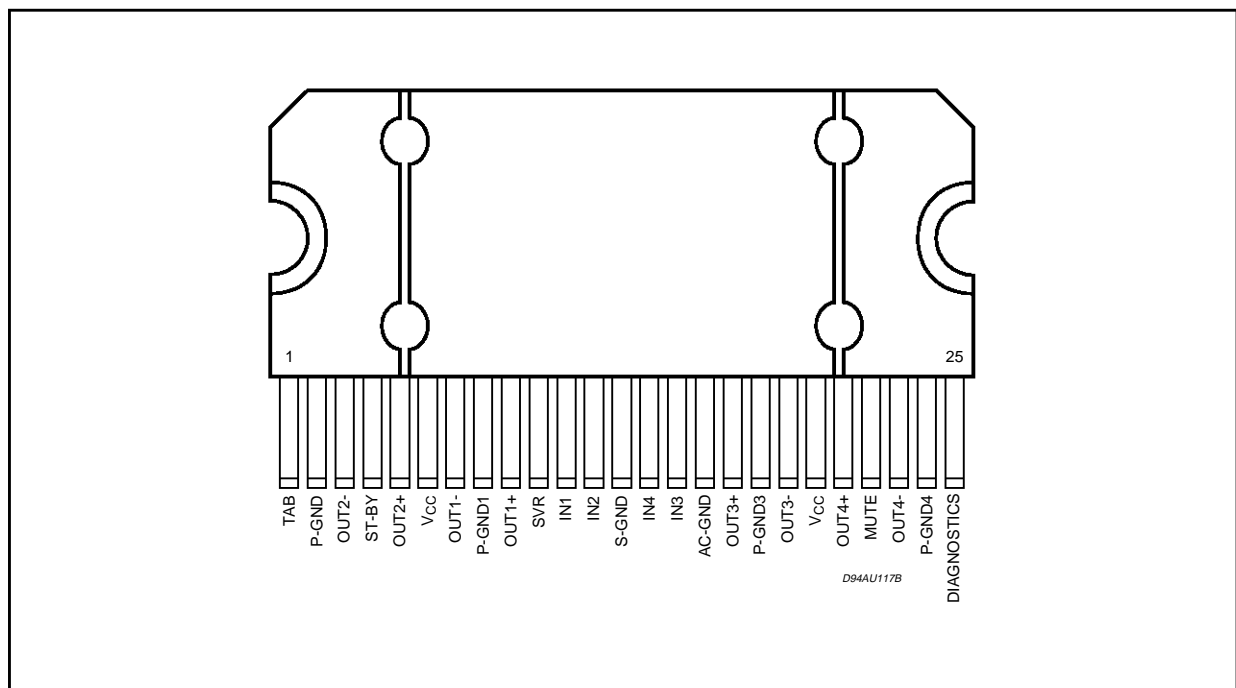 1
25
TAB
P-GND
OUT2-
ST-BY
OUT2+
VCC
OUT1-
P-GND1
OUT1+
SVR
IN1
IN2
S-GND
IN4
IN3
AC-GND
OUT3+
P-GND3
OUT3-
VCC
OUT4+
MUTE
OUT4-
P-GND4
DIAGNOSTICS
D94AU117B